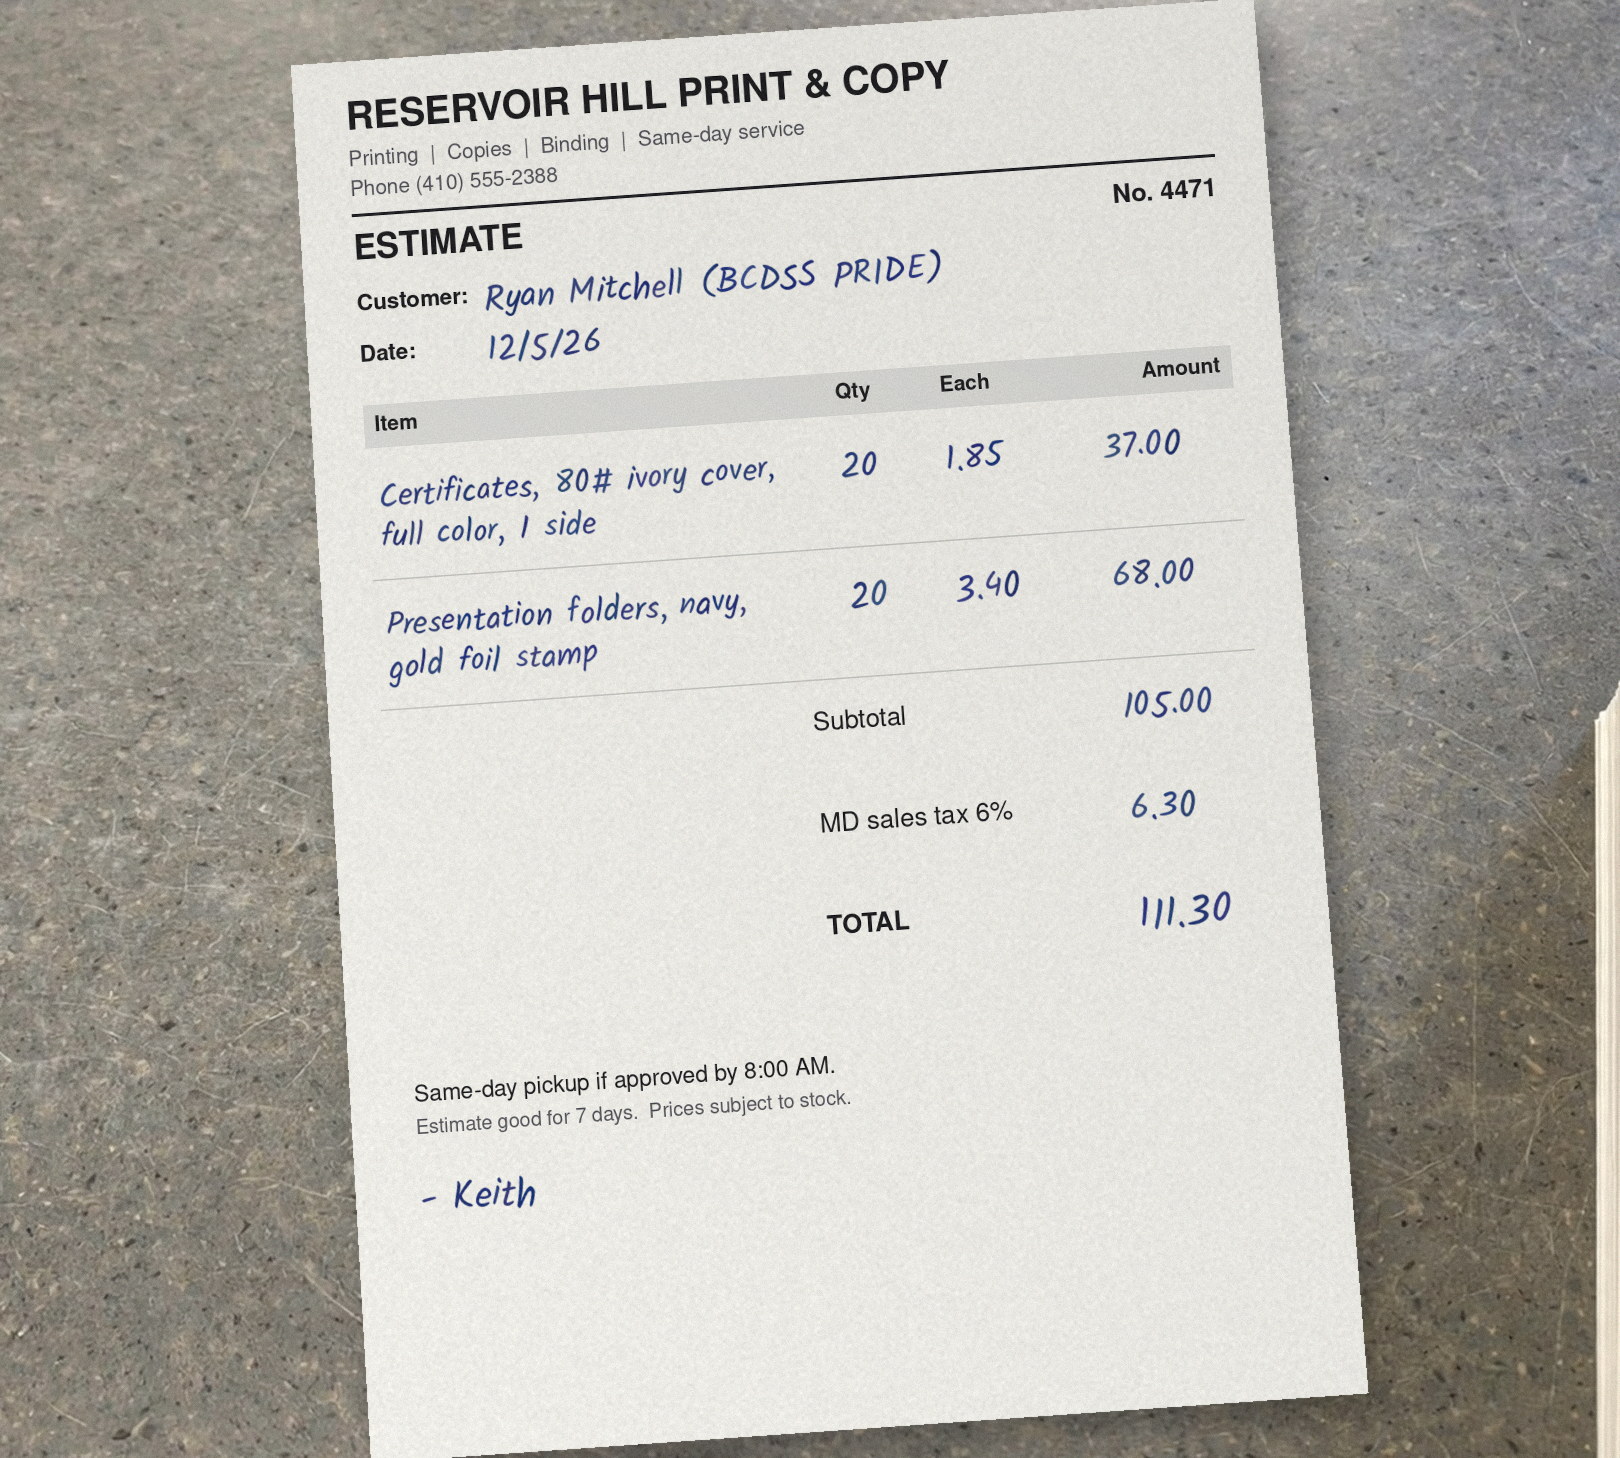 RESERVOIR HILL PRINT & COPY
Printing | Copies | Binding | Same-day service
Phone (410) 555-2388
No. 4471
ESTIMATE
Customer: Ryan Mitchell (BCDSS PRIDE)
Date: 12/5/26
Item Qty Each Amount
Certificates, 80# ivory cover, 20 1.85 37.00
full color, 1 side
Presentation folders, navy, 20 3.40 68.00
gold foil stamp
Subtotal 105.00
MD sales tax 6% 6.30
TOTAL 111.30
Same-day pickup if approved by 8:00 AM.
Estimate good for 7 days. Prices subject to stock.
- Keith